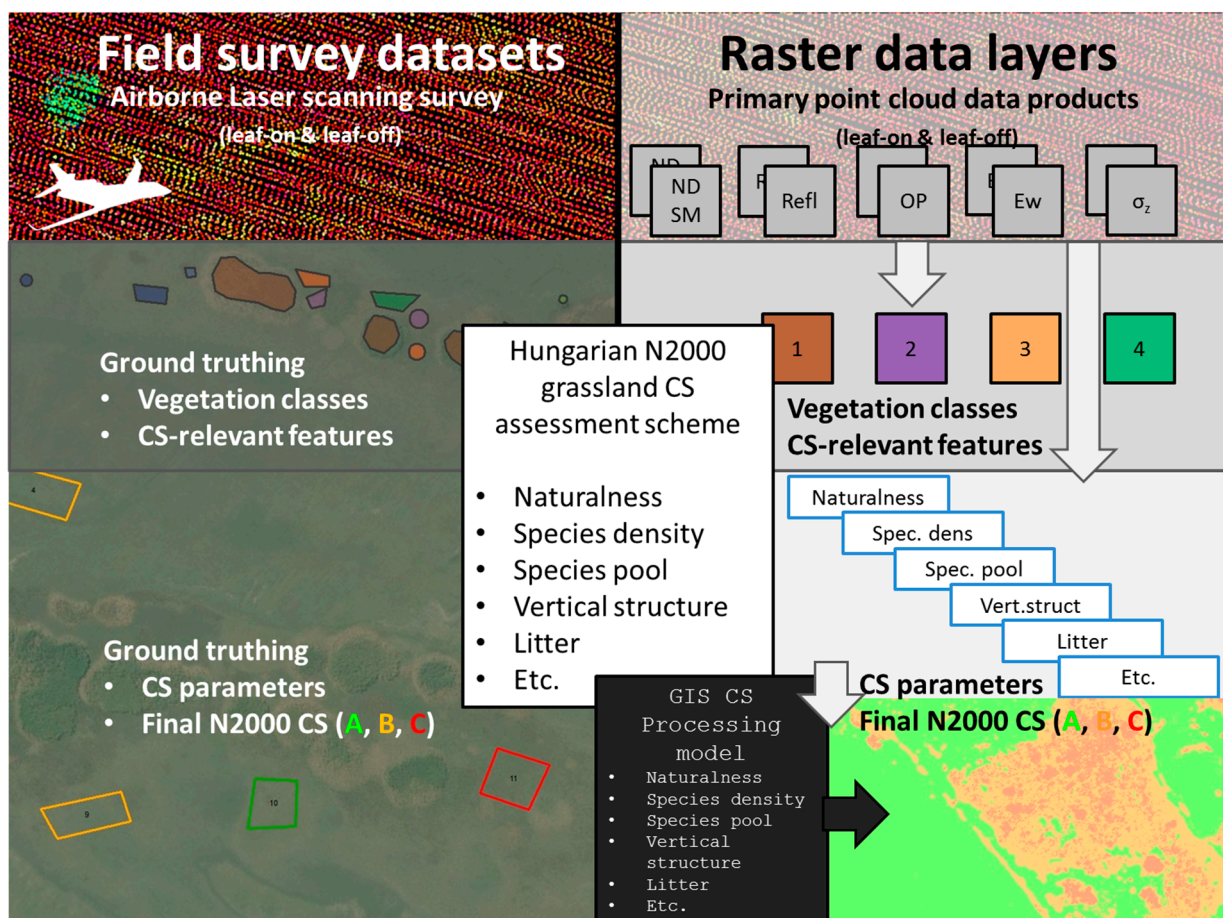 Field survey datasets
Airborne Laser scanning survey
(leaf-on & leaf-off)
Raster data layers
Primary point cloud data products
(leaf-on & leaf-off)
ND
ND
SM
R
Refl
OP
E
Ew
σz
Ground truthing
• Vegetation classes
• CS-relevant features
Hungarian N2000
grassland CS
assessment scheme
• Naturalness
• Species density
• Species pool
• Vertical structure
• Litter
• Etc.
1
2
3
4
Vegetation classes
CS-relevant features
Naturalness
Spec. dens
Spec. pool
Vert.struct
Litter
Etc.
4
Ground truthing
• CS parameters
• Final N2000 CS (A, B, C)
9
10
11
GIS CS
Processing
model
• Naturalness
• Species density
• Species pool
• Vertical
structure
• Litter
• Etc.
CS parameters
Final N2000 CS (A, B, C)